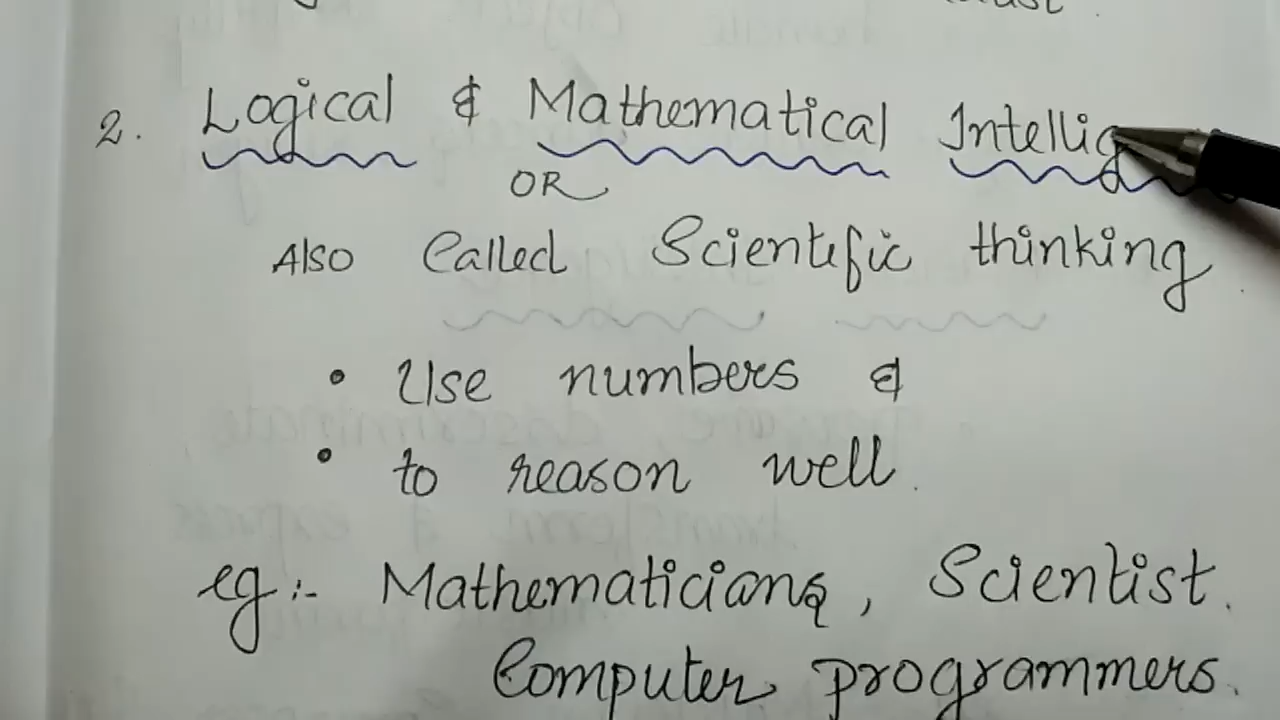 2. Logical & Mathematical Intellig
OR
Also Called Scientific thinking
• Use numbers &
• to reason well.
eg :- Mathematicians, Scientist.
Computer programmers.